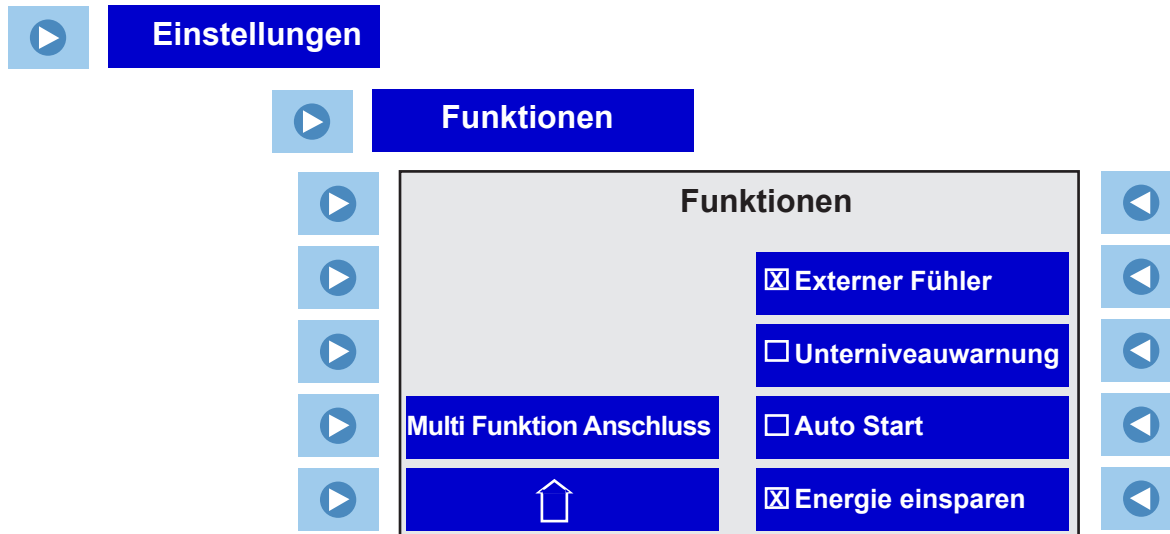 Einstellungen
Funktionen
Funktionen
☒ Externer Fühler
☐ Unterniveauwarnung
Multi Funktion Anschluss
☐ Auto Start
☒ Energie einsparen